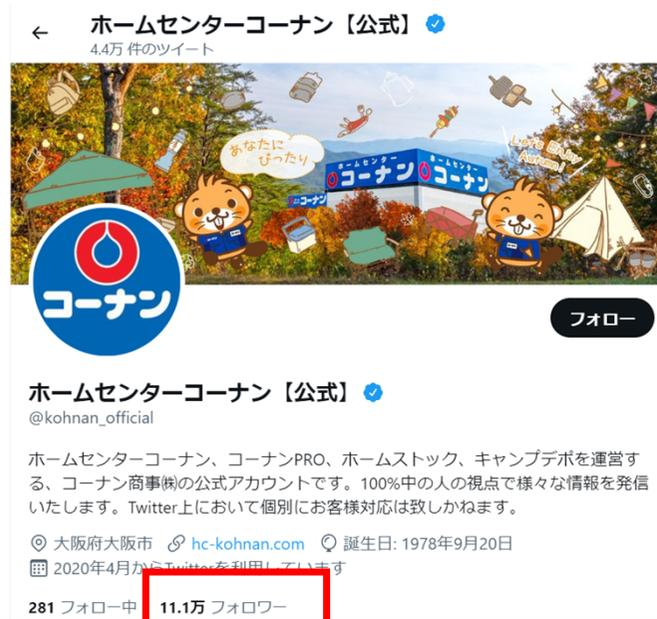 ホームセンターコーナン【公式】
4.4万 件のツイート
あなたに
ぴったり
ホームセンター
コーナン
ホームセンター
コーナン
コーナン
Let's Enjoy
Autumn!
コーナン
フォロー
ホームセンターコーナン【公式】
@kohnan_official
ホームセンターコーナン、コーナンPRO、ホームストック、キャンプデポを運営す
る、コーナン商事㈱の公式アカウントです。100%中の人の視点で様々な情報を発信
いたします。Twitter上において個別にお客様対応は致しかねます。
大阪府大阪市 hc-kohnan.com 誕生日: 1978年9月20日
2020年4月からTwitterを利用しています
281 フォロー中 11.1万 フォロワー